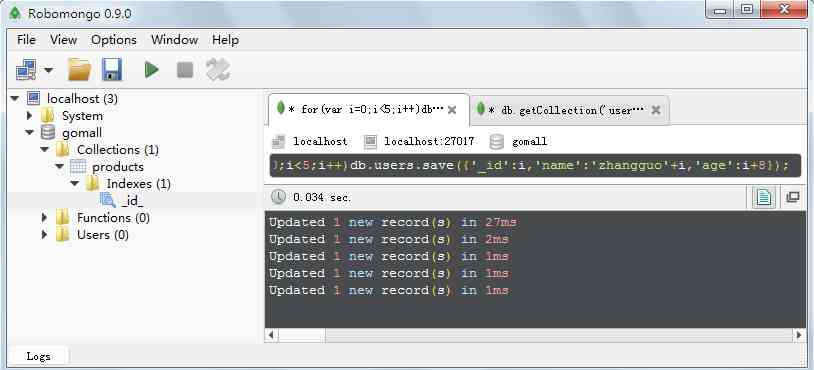 Robomongo 0.9.0
File View Options Window Help
localhost (3)
System
gomall
Collections (1)
products
Indexes (1)
_id_
Functions (0)
Users (0)
* for(var i=0;i<5;i++)db··· * db.getCollection('user···
localhost localhost:27017 gomall
);i<5;i++)db.users.save({'_id':i,'name':'zhangguo'+i,'age':i+8});
0.034 sec.
Updated 1 new record(s) in 27ms
Updated 1 new record(s) in 2ms
Updated 1 new record(s) in 1ms
Updated 1 new record(s) in 1ms
Updated 1 new record(s) in 1ms
Logs